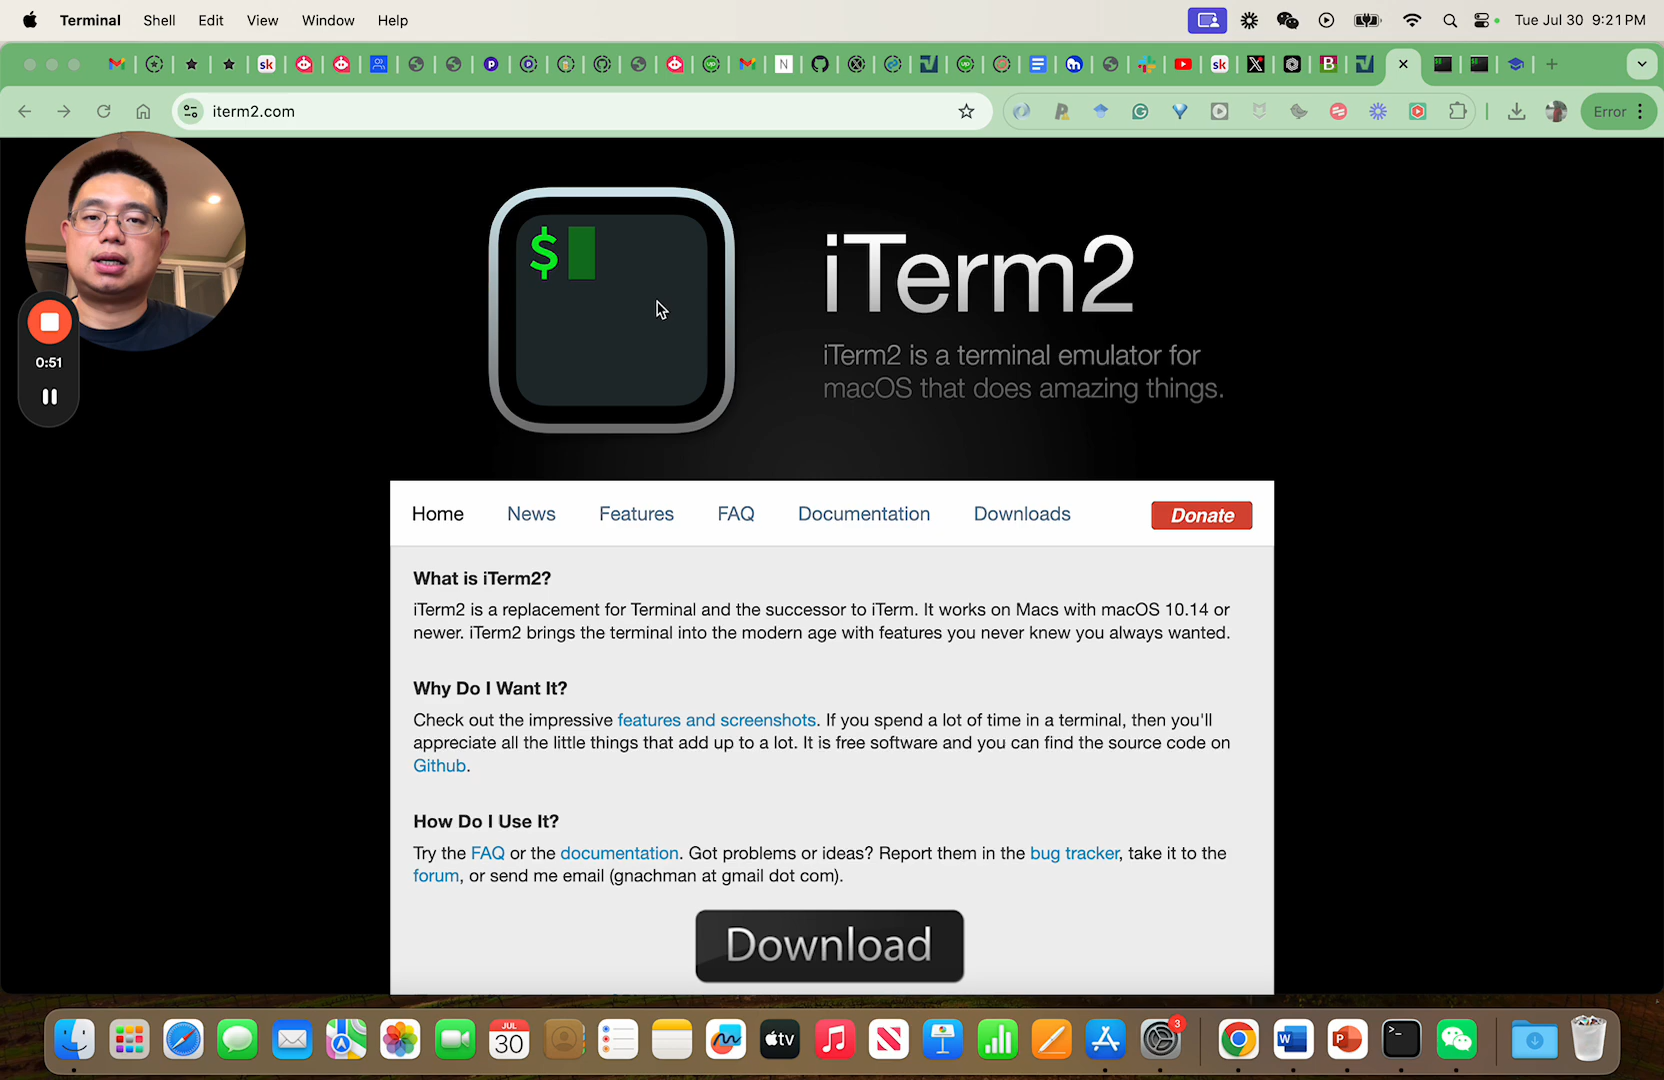 Terminal Shell Edit View Window Help Tue Jul 30 9:21 PM
iterm2.com Error
$
iTerm2
iTerm2 is a terminal emulator for
macOS that does amazing things.
0:51
Home News Features FAQ Documentation Downloads Donate
What is iTerm2?
iTerm2 is a replacement for Terminal and the successor to iTerm. It works on Macs with macOS 10.14 or
newer. iTerm2 brings the terminal into the modern age with features you never knew you always wanted.
Why Do I Want It?
Check out the impressive features and screenshots. If you spend a lot of time in a terminal, then you'll
appreciate all the little things that add up to a lot. It is free software and you can find the source code on
Github.
How Do I Use It?
Try the FAQ or the documentation. Got problems or ideas? Report them in the bug tracker, take it to the
forum, or send me email (gnachman at gmail dot com).
Download
JUL
30
tv
3